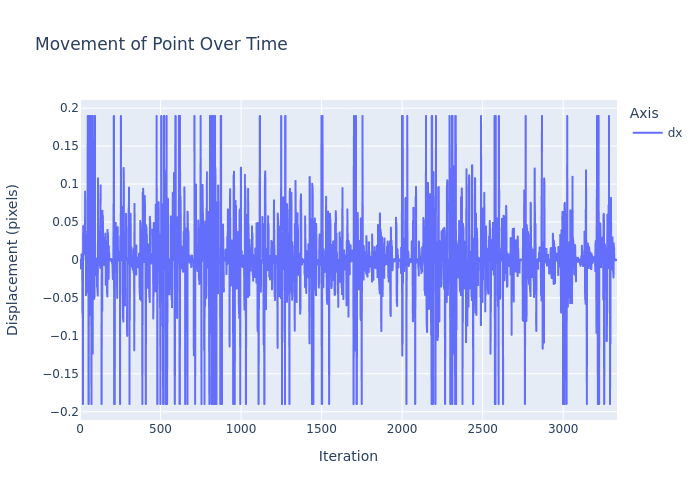 Movement of Point Over Time
Axis
dx
Displacement (pixels)
0.2
0.15
0.1
0.05
0
−0.05
−0.1
−0.15
−0.2
0 500 1000 1500 2000 2500 3000
Iteration